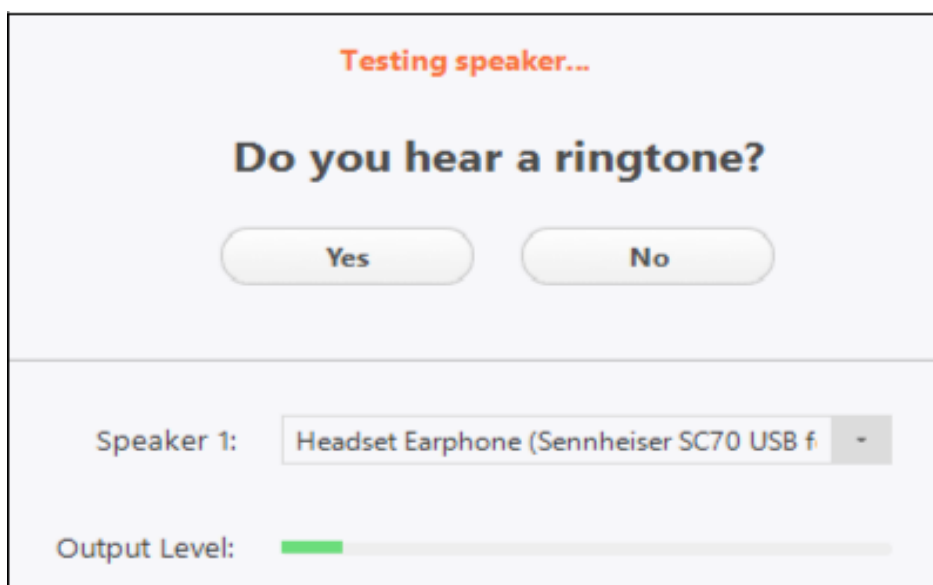 Testing speaker...
Do you hear a ringtone?
Yes No
Speaker 1: Headset Earphone (Sennheiser SC70 USB f
Output Level: